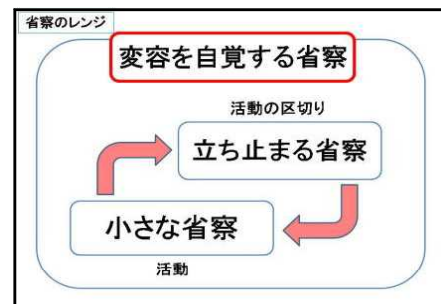 省察のレンジ
変容を自覚する省察
活動の区切り
立ち止まる省察
小さな省察
活動